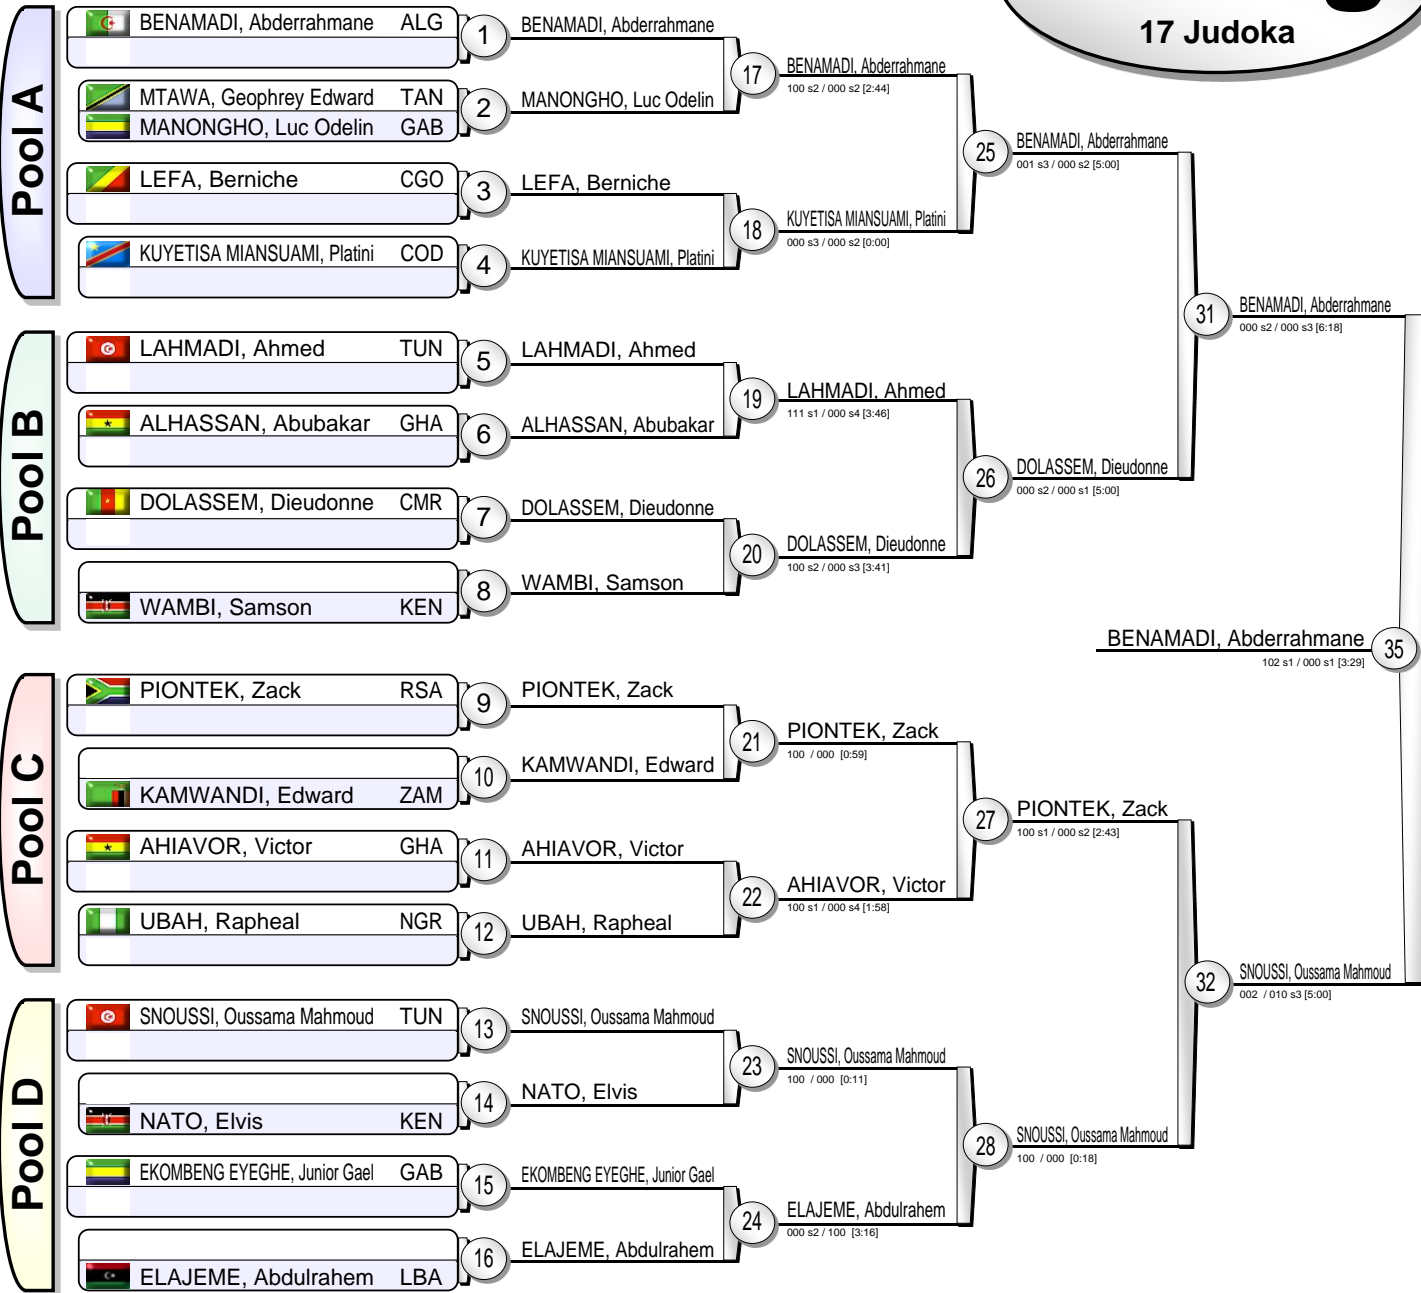 17 Judoka
Pool A
BENAMADI, Abderrahmane ALG
1
BENAMADI, Abderrahmane
MTAWA, Geophrey Edward TAN
MANONGHO, Luc Odelin GAB
2
MANONGHO, Luc Odelin
17
BENAMADI, Abderrahmane
100 s2 / 000 s2 [2:44]
LEFA, Berniche CGO
3
LEFA, Berniche
KUYETISA MIANSUAMI, Platini COD
4
KUYETISA MIANSUAMI, Platini
18
KUYETISA MIANSUAMI, Platini
000 s3 / 000 s2 [0:00]
25
BENAMADI, Abderrahmane
001 s3 / 000 s2 [5:00]
Pool B
LAHMADI, Ahmed TUN
5
LAHMADI, Ahmed
ALHASSAN, Abubakar GHA
6
ALHASSAN, Abubakar
19
LAHMADI, Ahmed
111 s1 / 000 s4 [3:46]
DOLASSEM, Dieudonne CMR
7
DOLASSEM, Dieudonne
WAMBI, Samson KEN
8
WAMBI, Samson
20
DOLASSEM, Dieudonne
100 s2 / 000 s3 [3:41]
26
DOLASSEM, Dieudonne
000 s2 / 000 s1 [5:00]
31
BENAMADI, Abderrahmane
000 s2 / 000 s3 [6:18]
BENAMADI, Abderrahmane
102 s1 / 000 s1 [3:29]
35
Pool C
PIONTEK, Zack RSA
9
PIONTEK, Zack
KAMWANDI, Edward ZAM
10
KAMWANDI, Edward
21
PIONTEK, Zack
100 / 000 [0:59]
AHIAVOR, Victor GHA
11
AHIAVOR, Victor
UBAH, Rapheal NGR
12
UBAH, Rapheal
22
AHIAVOR, Victor
100 s1 / 000 s4 [1:58]
27
PIONTEK, Zack
100 s1 / 000 s2 [2:43]
Pool D
SNOUSSI, Oussama Mahmoud TUN
13
SNOUSSI, Oussama Mahmoud
NATO, Elvis KEN
14
NATO, Elvis
23
SNOUSSI, Oussama Mahmoud
100 / 000 [0:11]
EKOMBENG EYEGHE, Junior Gael GAB
15
EKOMBENG EYEGHE, Junior Gael
ELAJEME, Abdulrahem LBA
16
ELAJEME, Abdulrahem
24
ELAJEME, Abdulrahem
000 s2 / 100 [3:16]
28
SNOUSSI, Oussama Mahmoud
100 / 000 [0:18]
32
SNOUSSI, Oussama Mahmoud
002 / 010 s3 [5:00]